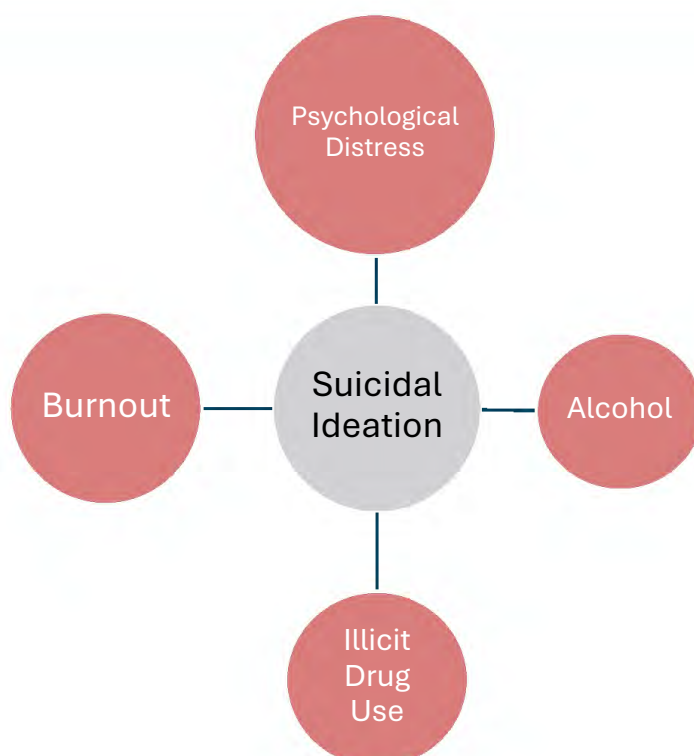 Psychological
Distress
Burnout
Suicidal
Ideation
Alcohol
Illicit
Drug
Use